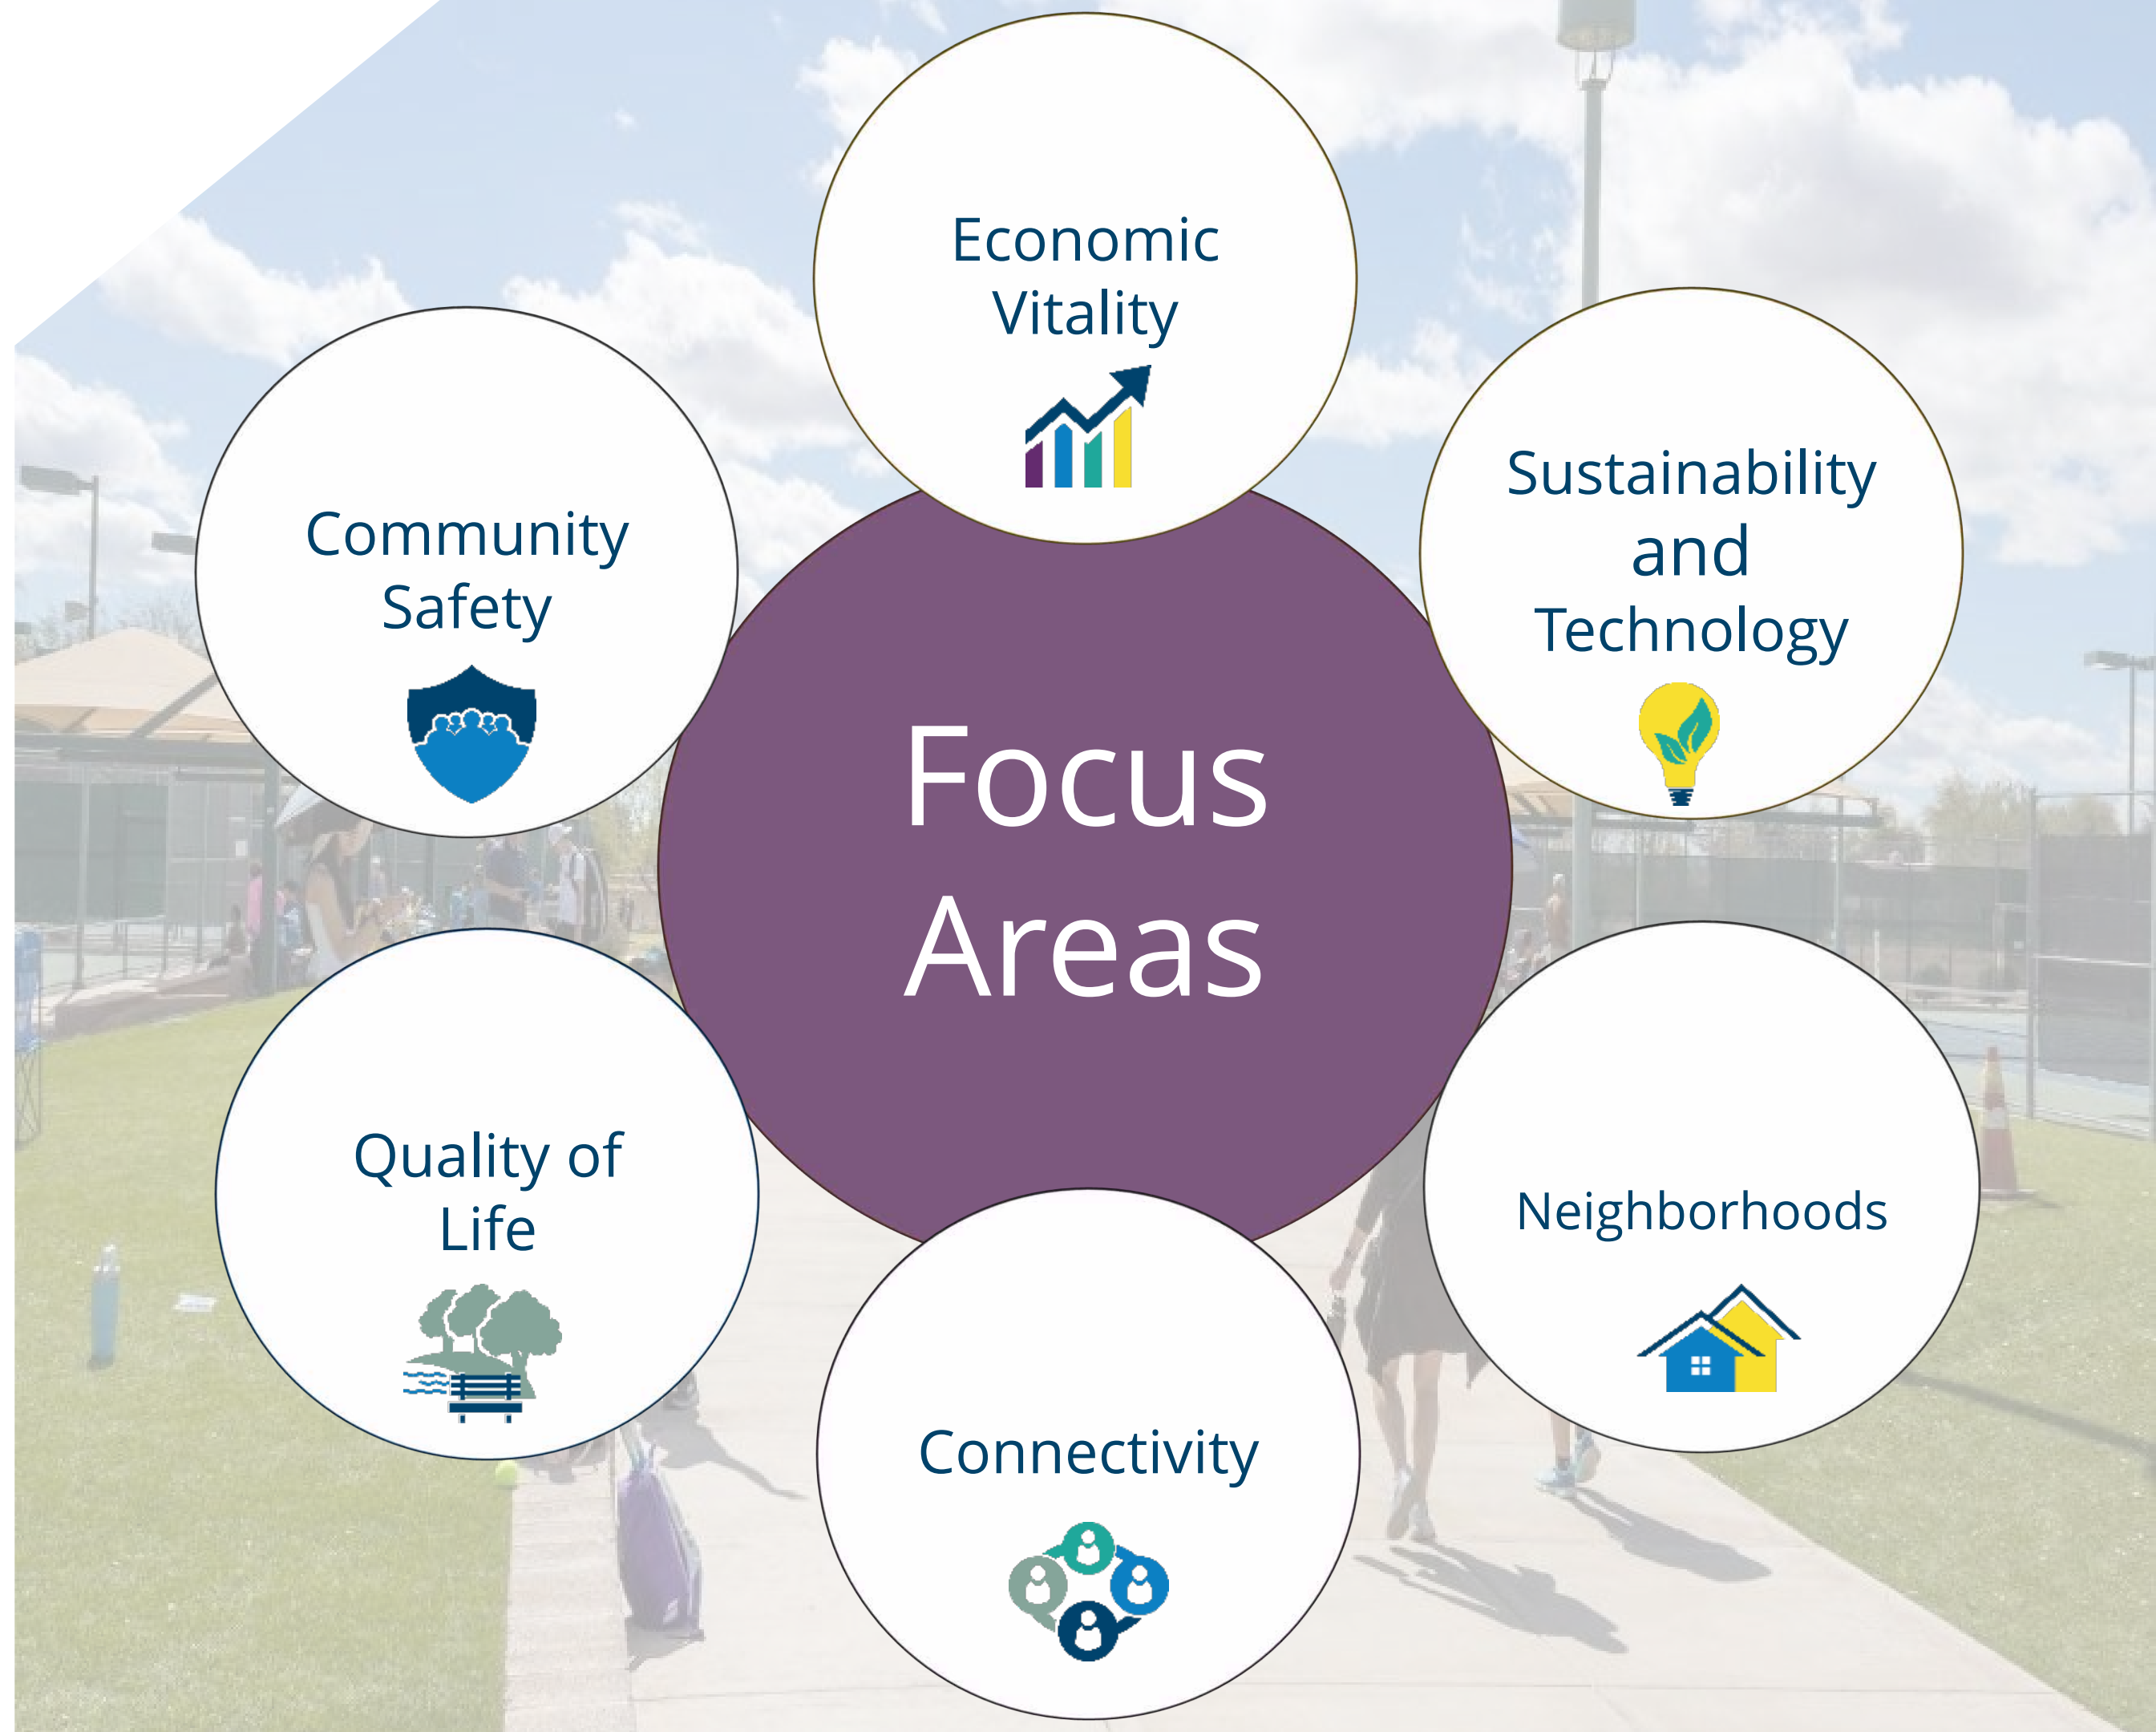 Economic
Vitality
Sustainability
and
Technology
Community
Safety
Focus
Areas
Quality of
Life
Neighborhoods
Connectivity